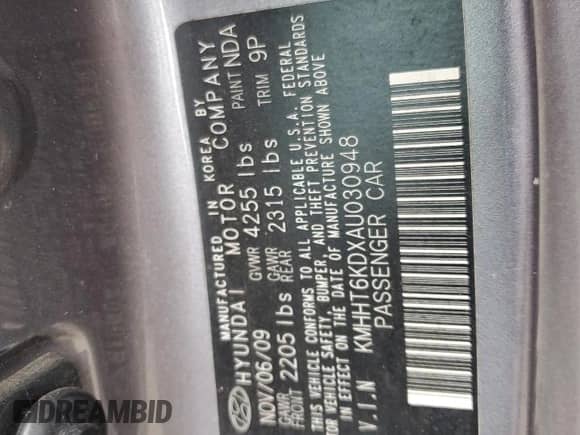 MANUFACTURED IN KOREA BY
HYUNDAI MOTOR COMPANY
NOV/06/09 GVWR 4255 lbs PAINT NDA
GAWR FRONT 2205 lbs GAWR REAR 2315 lbs TRIM 9P
THIS VEHICLE CONFORMS TO ALL APPLICABLE U.S.A. FEDERAL
MOTOR VEHICLE SAFETY, BUMPER, AND THEFT PREVENTION STANDARDS
IN EFFECT ON THE DATE OF MANUFACTURE SHOWN ABOVE
V.I.N KMHHT6KDXAU030948
PASSENGER CAR
DREAMBID